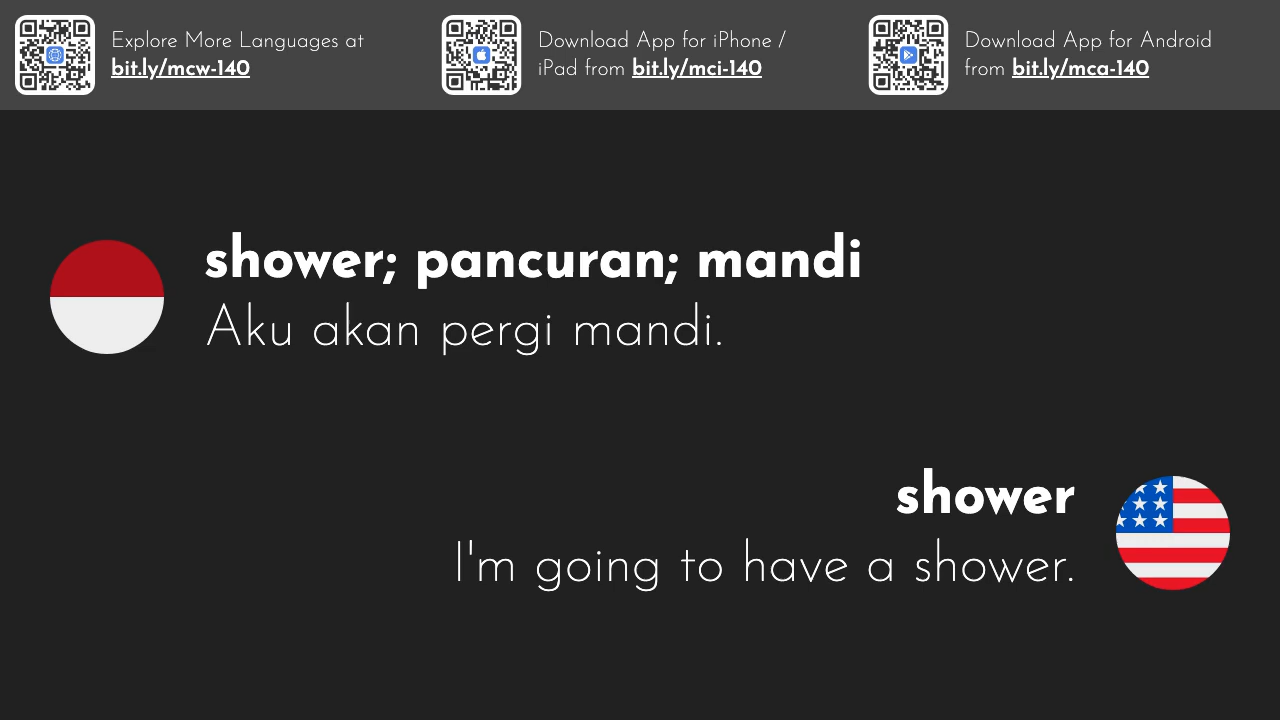 Explore More Languages at
bit.ly/mcw-140
Download App for iPhone /
iPad from bit.ly/mci-140
Download App for Android
from bit.ly/mca-140
shower; pancuran; mandi
Aku akan pergi mandi.
shower
I'm going to have a shower.